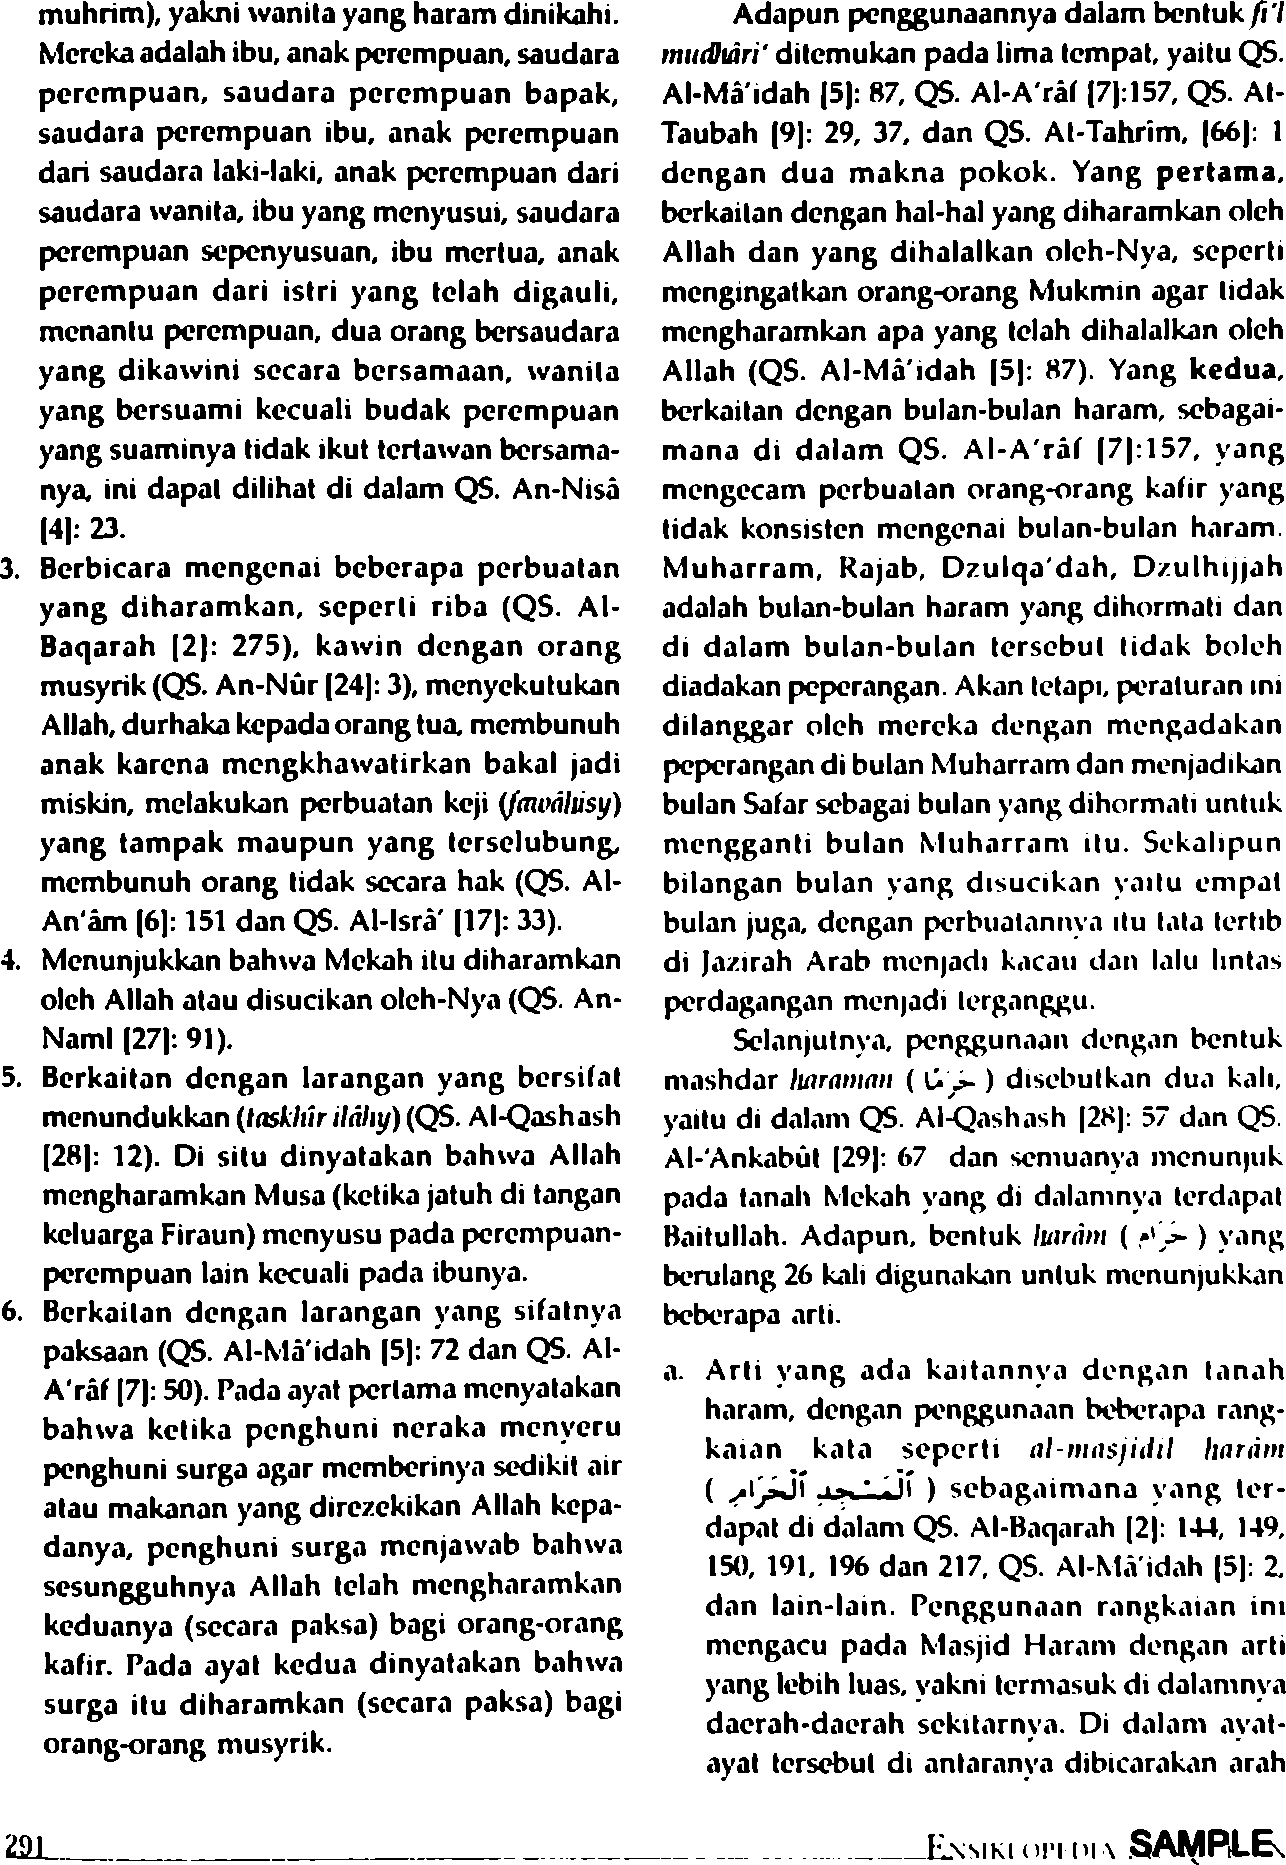 muhrim), yakni wanita yang haram dinikahi.
Mereka adalah ibu, anak perempuan, saudara
perempuan, saudara perempuan bapak,
saudara perempuan ibu, anak perempuan
dari saudara laki-laki, anak perempuan dari
saudara wanita, ibu yang menyusui, saudara
perempuan sepenyusuan, ibu mertua, anak
perempuan dari istri yang telah digauli,
menantu perempuan, dua orang bersaudara
yang dikawini secara bersamaan, wanita
yang bersuami kecuali budak perempuan
yang suaminya tidak ikut tertawan bersama-
nya, ini dapat dilihat di dalam QS. An-Nisâ
[4]: 23.
3. Berbicara mengenai beberapa perbuatan
yang diharamkan, seperti riba (QS. Al-
Baqarah [2]: 275), kawin dengan orang
musyrik (QS. An-Nûr [24]: 3), menyekutukan
Allah, durhaka kepada orang tua, membunuh
anak karena mengkhawatirkan bakal jadi
miskin, melakukan perbuatan keji (fawâhisy)
yang tampak maupun yang terselubung,
membunuh orang tidak secara hak (QS. Al-
An'âm [6]: 151 dan QS. Al-Isrâ' [17]: 33).
4. Menunjukkan bahwa Mekah itu diharamkan
oleh Allah atau disucikan oleh-Nya (QS. An-
Naml [27]: 91).
5. Berkaitan dengan larangan yang bersifat
menundukkan (taskhîr ilâhy) (QS. Al-Qashash
[28]: 12). Di situ dinyatakan bahwa Allah
mengharamkan Musa (ketika jatuh di tangan
keluarga Firaun) menyusu pada perempuan-
perempuan lain kecuali pada ibunya.
6. Berkaitan dengan larangan yang sifatnya
paksaan (QS. Al-Mâ'idah [5]: 72 dan QS. Al-
A'râf [7]: 50). Pada ayat pertama menyatakan
bahwa ketika penghuni neraka menyeru
penghuni surga agar memberinya sedikit air
atau makanan yang direzekikan Allah kepa-
danya, penghuni surga menjawab bahwa
sesungguhnya Allah telah mengharamkan
keduanya (secara paksa) bagi orang-orang
kafir. Pada ayat kedua dinyatakan bahwa
surga itu diharamkan (secara paksa) bagi
orang-orang musyrik.
Adapun penggunaannya dalam bentuk fi'l
mudhâri' ditemukan pada lima tempat, yaitu QS.
Al-Mâ'idah [5]: 87, QS. Al-A'râf [7]:157, QS. At-
Taubah [9]: 29, 37, dan QS. At-Tahrîm, [66]: 1
dengan dua makna pokok. Yang pertama,
berkaitan dengan hal-hal yang diharamkan oleh
Allah dan yang dihalalkan oleh-Nya, seperti
mengingatkan orang-orang Mukmin agar tidak
mengharamkan apa yang telah dihalalkan oleh
Allah (QS. Al-Mâ'idah [5]: 87). Yang kedua,
berkaitan dengan bulan-bulan haram, sebagai-
mana di dalam QS. Al-A'râf [7]:157, yang
mengecam perbuatan orang-orang kafir yang
tidak konsisten mengenai bulan-bulan haram.
Muharram, Rajab, Dzulqa'dah, Dzulhijjah
adalah bulan-bulan haram yang dihormati dan
di dalam bulan-bulan tersebut tidak boleh
diadakan peperangan. Akan tetapi, peraturan ini
dilanggar oleh mereka dengan mengadakan
peperangan di bulan Muharram dan menjadikan
bulan Safar sebagai bulan yang dihormati untuk
mengganti bulan Muharram itu. Sekalipun
bilangan bulan yang disucikan yaitu empat
bulan juga, dengan perbuatannya itu tata tertib
di Jazirah Arab menjadi kacau dan lalu lintas
perdagangan menjadi terganggu.
Selanjutnya, penggunaan dengan bentuk
mashdar haraman ( حَرَمًا ) disebutkan dua kali,
yaitu di dalam QS. Al-Qashash [28]: 57 dan QS.
Al-'Ankabût [29]: 67 dan semuanya menunjuk
pada tanah Mekah yang di dalamnya terdapat
Baitullah. Adapun, bentuk harâm ( حَرَام ) yang
berulang 26 kali digunakan untuk menunjukkan
beberapa arti.
a. Arti yang ada kaitannya dengan tanah
haram, dengan penggunaan beberapa rang-
kaian kata seperti al-masjidil harâm
( اَلْمَسْجِد اَلْحَرَام ) sebagaimana yang ter-
dapat di dalam QS. Al-Baqarah [2]: 144, 149,
150, 191, 196 dan 217, QS. Al-Mâ'idah [5]: 2,
dan lain-lain. Penggunaan rangkaian ini
mengacu pada Masjid Haram dengan arti
yang lebih luas, yakni termasuk di dalamnya
daerah-daerah sekitarnya. Di dalam ayat-
ayat tersebut di antaranya dibicarakan arah
291 ENSIKLOPEDIA SAMPLE